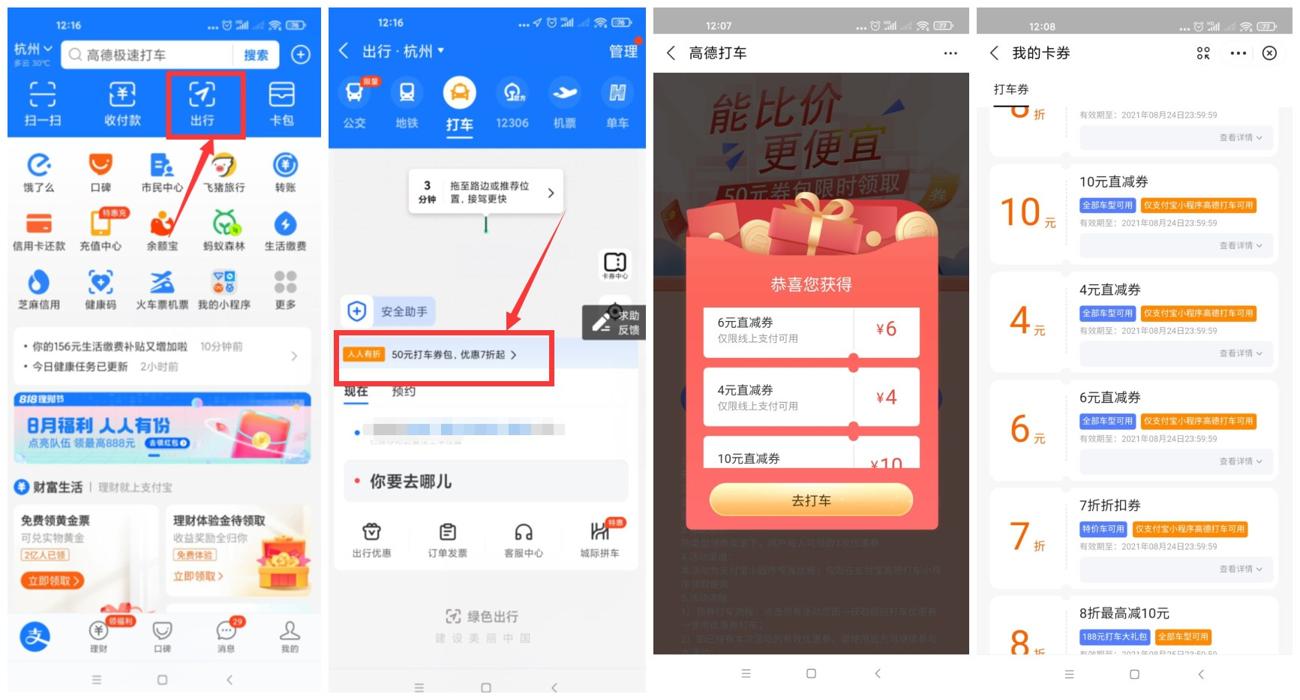 12:16
杭州
多云 30℃
高德极速打车
搜索
扫一扫
收付款
出行
卡包
饿了么
口碑
市民中心
飞猪旅行
转账
特惠充
信用卡还款
充值中心
余额宝
蚂蚁森林
生活缴费
芝麻信用
健康码
火车票机票
我的小程序
更多
· 你的156元生活缴费补贴又增加啦 10分钟前
· 今日健康任务已更新 2小时前
818理财节
8月福利 人人有份
点亮队伍 领最高888元 去领红包
财富生活 | 理财就上支付宝
免费领黄金票
可兑实物黄金
2亿人已领
立即领取
理财体验金待领取
收益奖励全归你
免费体验
立即领取
领福利
29
支
理财
口碑
消息
我的
12:16
出行 · 杭州
管理
限量
公交
地铁
打车
12306
机票
单车
3
分钟
拖至路边或推荐位
置，接驾更快
卡券中心
安全助手
求助
反馈
人人有折
50元打车券包，优惠7折起
现在
预约
你要去哪儿
特惠
出行优惠
订单发票
客服中心
城际拼车
绿色出行
建设美丽中国
12:07
77
高德打车
能比价
更便宜
50元券包限时领取
券
恭喜您获得
6元直减券
仅限线上支付可用
¥6
4元直减券
仅限线上支付可用
¥4
10元直减券
¥10
去打车
12:08
77
我的卡券
打车券
8折
有效期至：2021年08月24日23:59:59
查看详情
10元
10元直减券
全部车型可用
仅支付宝小程序高德打车可用
有效期至：2021年08月24日23:59:59
查看详情
4元
4元直减券
全部车型可用
仅支付宝小程序高德打车可用
有效期至：2021年08月24日23:59:59
查看详情
6元
6元直减券
全部车型可用
仅支付宝小程序高德打车可用
有效期至：2021年08月24日23:59:59
查看详情
7折
7折折扣券
特价车可用
仅支付宝小程序高德打车可用
有效期至：2021年08月24日23:59:59
查看详情
8折
8折最高减10元
188元打车大礼包
全部车型可用